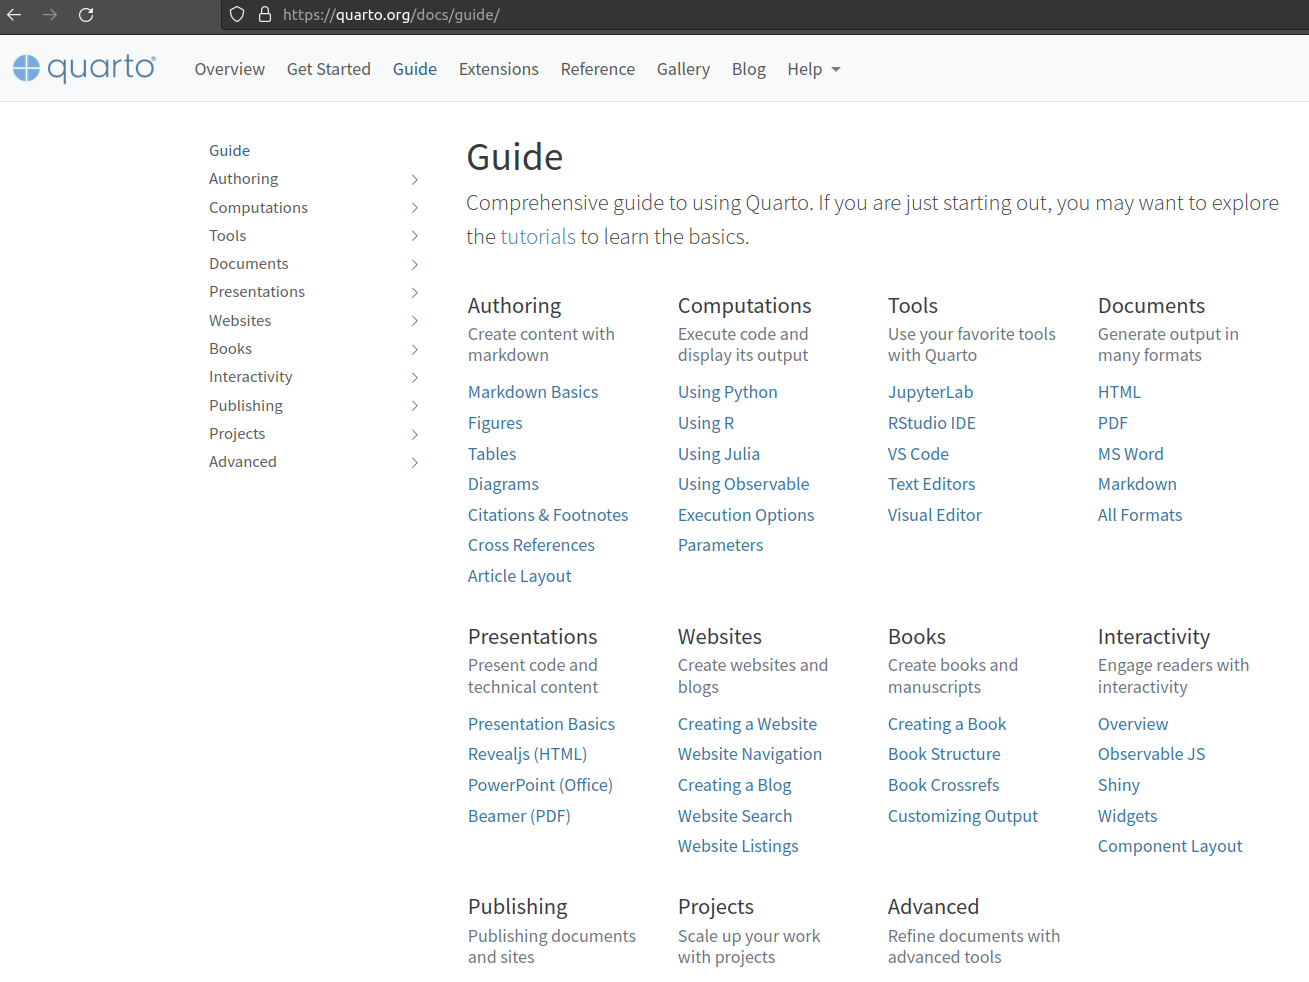 https://quarto.org/docs/guide/
quarto®
Overview Get Started Guide Extensions Reference Gallery Blog Help
Guide
Authoring
Computations
Tools
Documents
Presentations
Websites
Books
Interactivity
Publishing
Projects
Advanced
Guide
Comprehensive guide to using Quarto. If you are just starting out, you may want to explore
the tutorials to learn the basics.
Authoring
Create content with
markdown
Markdown Basics
Figures
Tables
Diagrams
Citations & Footnotes
Cross References
Article Layout
Computations
Execute code and
display its output
Using Python
Using R
Using Julia
Using Observable
Execution Options
Parameters
Tools
Use your favorite tools
with Quarto
JupyterLab
RStudio IDE
VS Code
Text Editors
Visual Editor
Documents
Generate output in
many formats
HTML
PDF
MS Word
Markdown
All Formats
Presentations
Present code and
technical content
Presentation Basics
Revealjs (HTML)
PowerPoint (Office)
Beamer (PDF)
Websites
Create websites and
blogs
Creating a Website
Website Navigation
Creating a Blog
Website Search
Website Listings
Books
Create books and
manuscripts
Creating a Book
Book Structure
Book Crossrefs
Customizing Output
Interactivity
Engage readers with
interactivity
Overview
Observable JS
Shiny
Widgets
Component Layout
Publishing
Publishing documents
and sites
Projects
Scale up your work
with projects
Advanced
Refine documents with
advanced tools